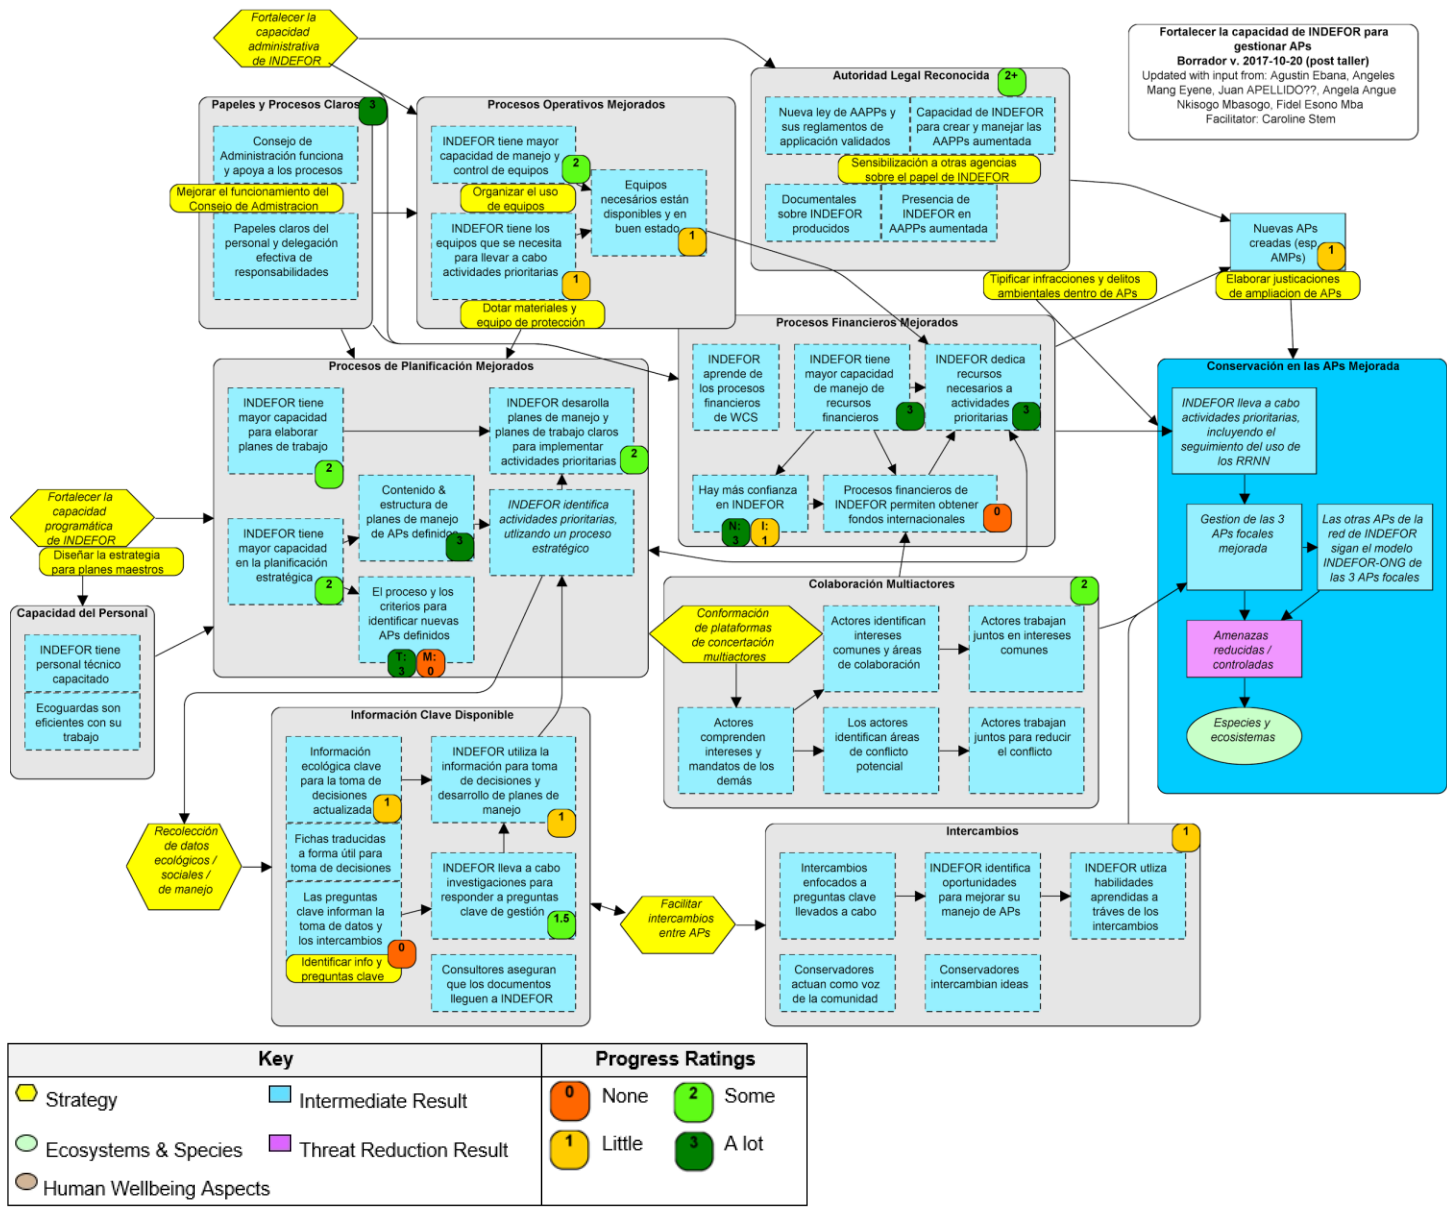 Fortalecer la
capacidad
administrativa
de INDEFOR
Fortalecer la capacidad de INDEFOR para
gestionar APs
Borrador v. 2017-10-20 (post taller)
Updated with input from: Agustin Ebana, Angeles
Mang Eyene, Juan APELLIDO??, Angela Angue
Nkisogo Mbasogo, Fidel Esono Mba
Facilitator: Caroline Stem
Papeles y Procesos Claros
3
Consejo de
Administración funciona
y apoya a los procesos
Mejorar el funcionamiento del
Consejo de Admistracion
Papeles claros del
personal y delegación
efectiva de
responsabilidades
Procesos Operativos Mejorados
INDEFOR tiene mayor
capacidad de manejo y
control de equipos
2
Organizar el uso
de equipos
INDEFOR tiene los
equipos que se necesita
para llevar a cabo
actividades prioritarias
1
Dotar materiales y
equipo de protección
Equipos
necesários están
disponibles y en
buen estado
1
Autoridad Legal Reconocida
2+
Nueva ley de AAPPs y
sus reglamentos de
aplicación validados
Capacidad de INDEFOR
para crear y manejar las
AAPPs aumentada
Sensibilización a otras agencias
sobre el papel de INDEFOR
Documentales
sobre INDEFOR
producidos
Presencia de
INDEFOR en
AAPPs aumentada
Nuevas APs
creadas (esp
AMPs)
1
Elaborar justicaciones
de ampliacion de APs
Tipificar infracciones y delitos
ambientales dentro de APs
Procesos Financieros Mejorados
INDEFOR
aprende de
los procesos
financieros
de WCS
INDEFOR tiene
mayor capacidad
de manejo de
recursos
financieros
3
INDEFOR dedica
recursos
necesarios a
actividades
prioritarias
3
Hay más confianza
en INDEFOR
N:
3
I:
1
Procesos financieros de
INDEFOR permiten obtener
fondos internacionales
0
Procesos de Planificación Mejorados
INDEFOR tiene
mayor capacidad
para elaborar
planes de trabajo
2
INDEFOR desarolla
planes de manejo y
planes de trabajo claros
para implementar
actividades prioritarias
2
Contenido &
estructura de
planes de manejo
de APs definidos
3
INDEFOR identifica
actividades prioritarias,
utlizando un proceso
estratégico
INDEFOR tiene
mayor capacidad
en la planificación
estratégica
2
El proceso y los
criterios para
identificar nuevas
APs definidos
T:
3
M:
0
Fortalecer la
capacidad
programática
de INDEFOR
Diseñar la estrategia
para planes maestros
Capacidad del Personal
INDEFOR tiene
personal técnico
capacitado
Ecoguardas son
eficientes con su
trabajo
Conservación en las APs Mejorada
INDEFOR lleva a cabo
actividades prioritarias,
incluyendo el
seguimiento del uso de
los RRNN
Gestion de las 3
APs focales
mejorada
Las otras APs de la
red de INDEFOR
sigan el modelo
INDEFOR-ONG de
las 3 APs focales
Amenazas
reducidas /
controladas
Especies y
ecosistemas
Colaboración Multiactores
2
Conformación
de plataformas
de concertación
multiactores
Actores identifican
intereses
comunes y áreas
de colaboración
Actores trabajan
juntos en intereses
comunes
Actores
comprenden
intereses y
mandatos de los
demás
Los actores
identifican áreas
de conflicto
potencial
Actores trabajan
juntos para reducir
el conflicto
Recolección
de datos
ecológicos /
sociales /
de manejo
Información Clave Disponible
Información
ecológica clave
para la toma de
decisiones
actualizada
1
INDEFOR utiliza la
información para toma
de decisiones y
desarrollo de planes de
manejo
1
Fichas traducidas
a forma útil para
toma de decisiones
Las preguntas
clave informan la
toma de datos y
los intercambios
0
Identificar info y
preguntas clave
INDEFOR lleva a cabo
investigaciones para
responder a preguntas
clave de gestión
1.5
Consultores aseguran
que los documentos
lleguen a INDEFOR
Facilitar
intercambios
entre APs
Intercambios
1
Intercambios
enfocados a
preguntas clave
llevados a cabo
INDEFOR identifica
oportunidades
para mejorar su
manejo de APs
INDEFOR utliza
habilidades
aprendidas a
tráves de los
intercambios
Conservadores
actuan como voz
de la comunidad
Conservadores
intercambian ideas
Key
Strategy
Intermediate Result
Ecosystems & Species
Threat Reduction Result
Human Wellbeing Aspects
Progress Ratings
0
None
2
Some
1
Little
3
A lot